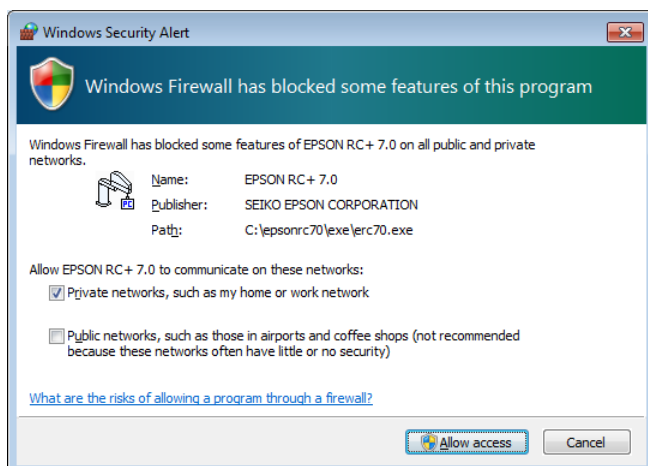 Windows Security Alert
Windows Firewall has blocked some features of this program
Windows Firewall has blocked some features of EPSON RC+ 7.0 on all public and private
networks.
Name: EPSON RC+ 7.0
PC
Publisher: SEIKO EPSON CORPORATION
Path: C:\epsonrc70\exe\erc70.exe
Allow EPSON RC+ 7.0 to communicate on these networks:
Private networks, such as my home or work network
Public networks, such as those in airports and coffee shops (not recommended
because these networks often have little or no security)
What are the risks of allowing a program through a firewall?
Allow access Cancel